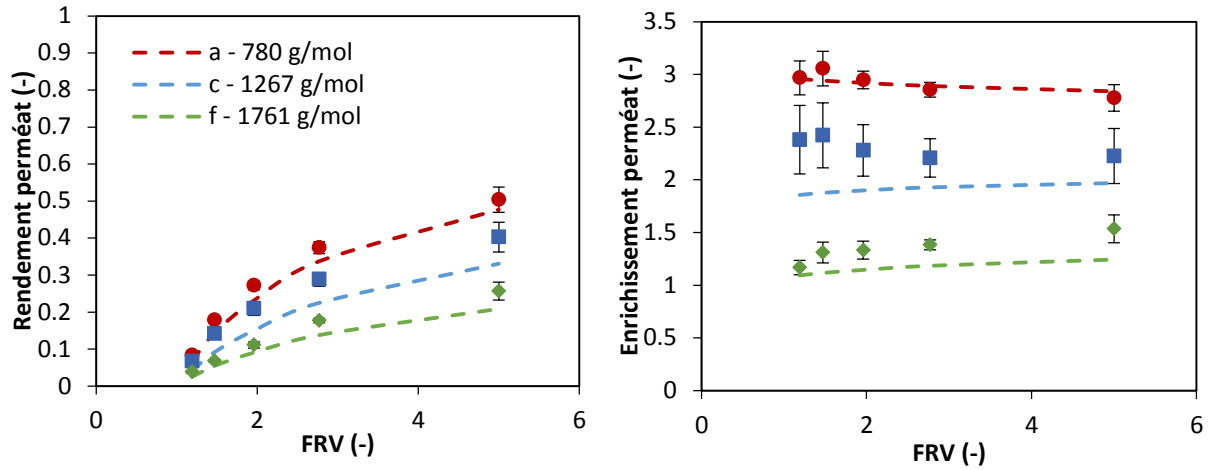 Rendement perméat (-)
1
0.9
0.8
0.7
0.6
0.5
0.4
0.3
0.2
0.1
0
a - 780 g/mol
c - 1267 g/mol
f - 1761 g/mol
0 2 4 6
FRV (-)
Enrichissement perméat (-)
3.5
3
2.5
2
1.5
1
0.5
0
0 2 4 6
FRV (-)